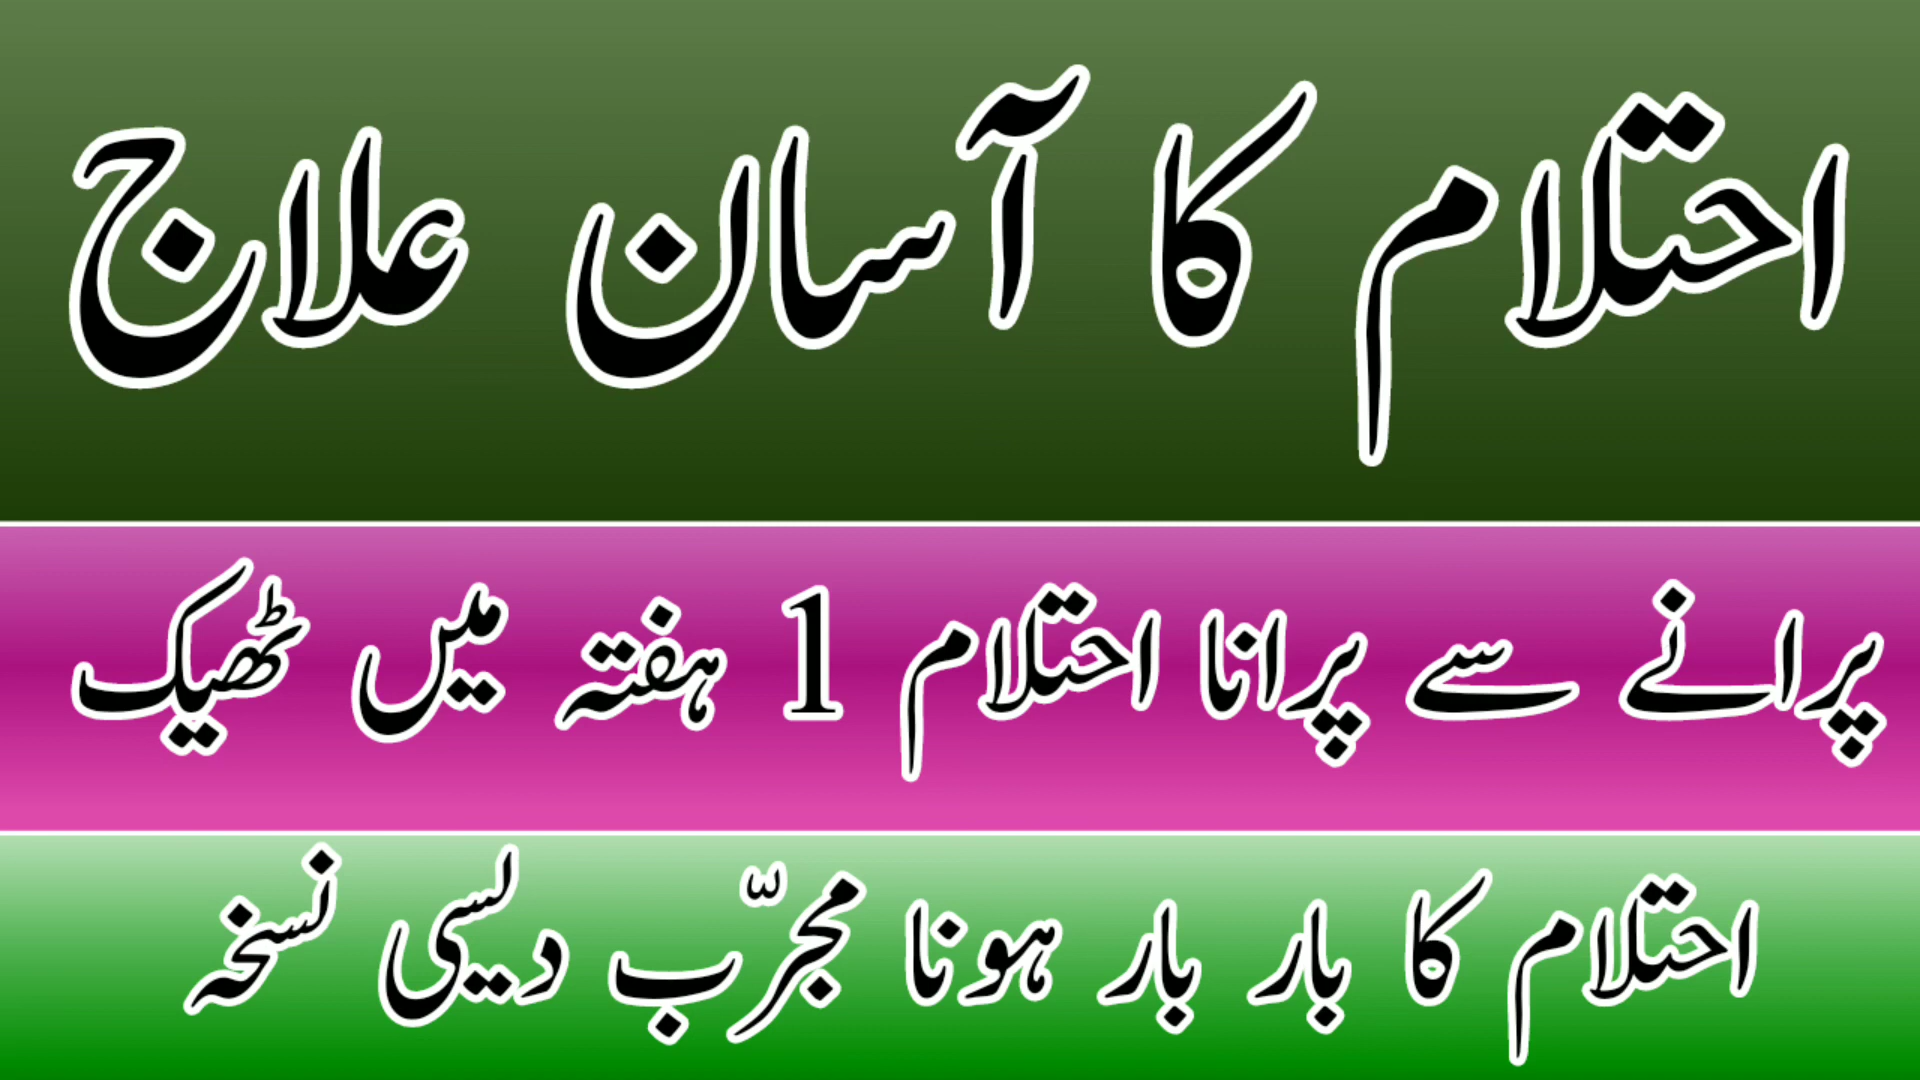 احتلام کا آسان علاج
پرانے سے پرانا احتلام 1 ہفتہ میں ٹھیک
احتلام کا بار بار ہونا مجرّب دیسی نسخہ